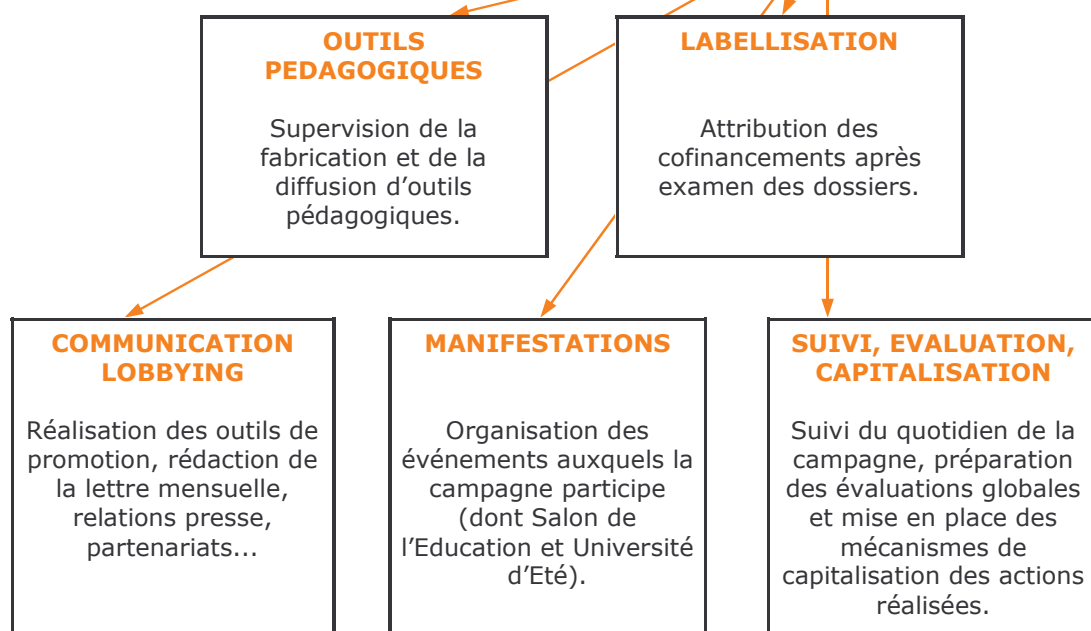 OUTILS
PEDAGOGIQUES
Supervision de la
fabrication et de la
diffusion d’outils
pédagogiques.
LABELLISATION
Attribution des
cofinancements après
examen des dossiers.
COMMUNICATION
LOBBYING
Réalisation des outils de
promotion, rédaction de
la lettre mensuelle,
relations presse,
partenariats...
MANIFESTATIONS
Organisation des
événements auxquels la
campagne participe
(dont Salon de
l’Education et Université
d’Eté).
SUIVI, EVALUATION,
CAPITALISATION
Suivi du quotidien de la
campagne, préparation
des évaluations globales
et mise en place des
mécanismes de
capitalisation des actions
réalisées.